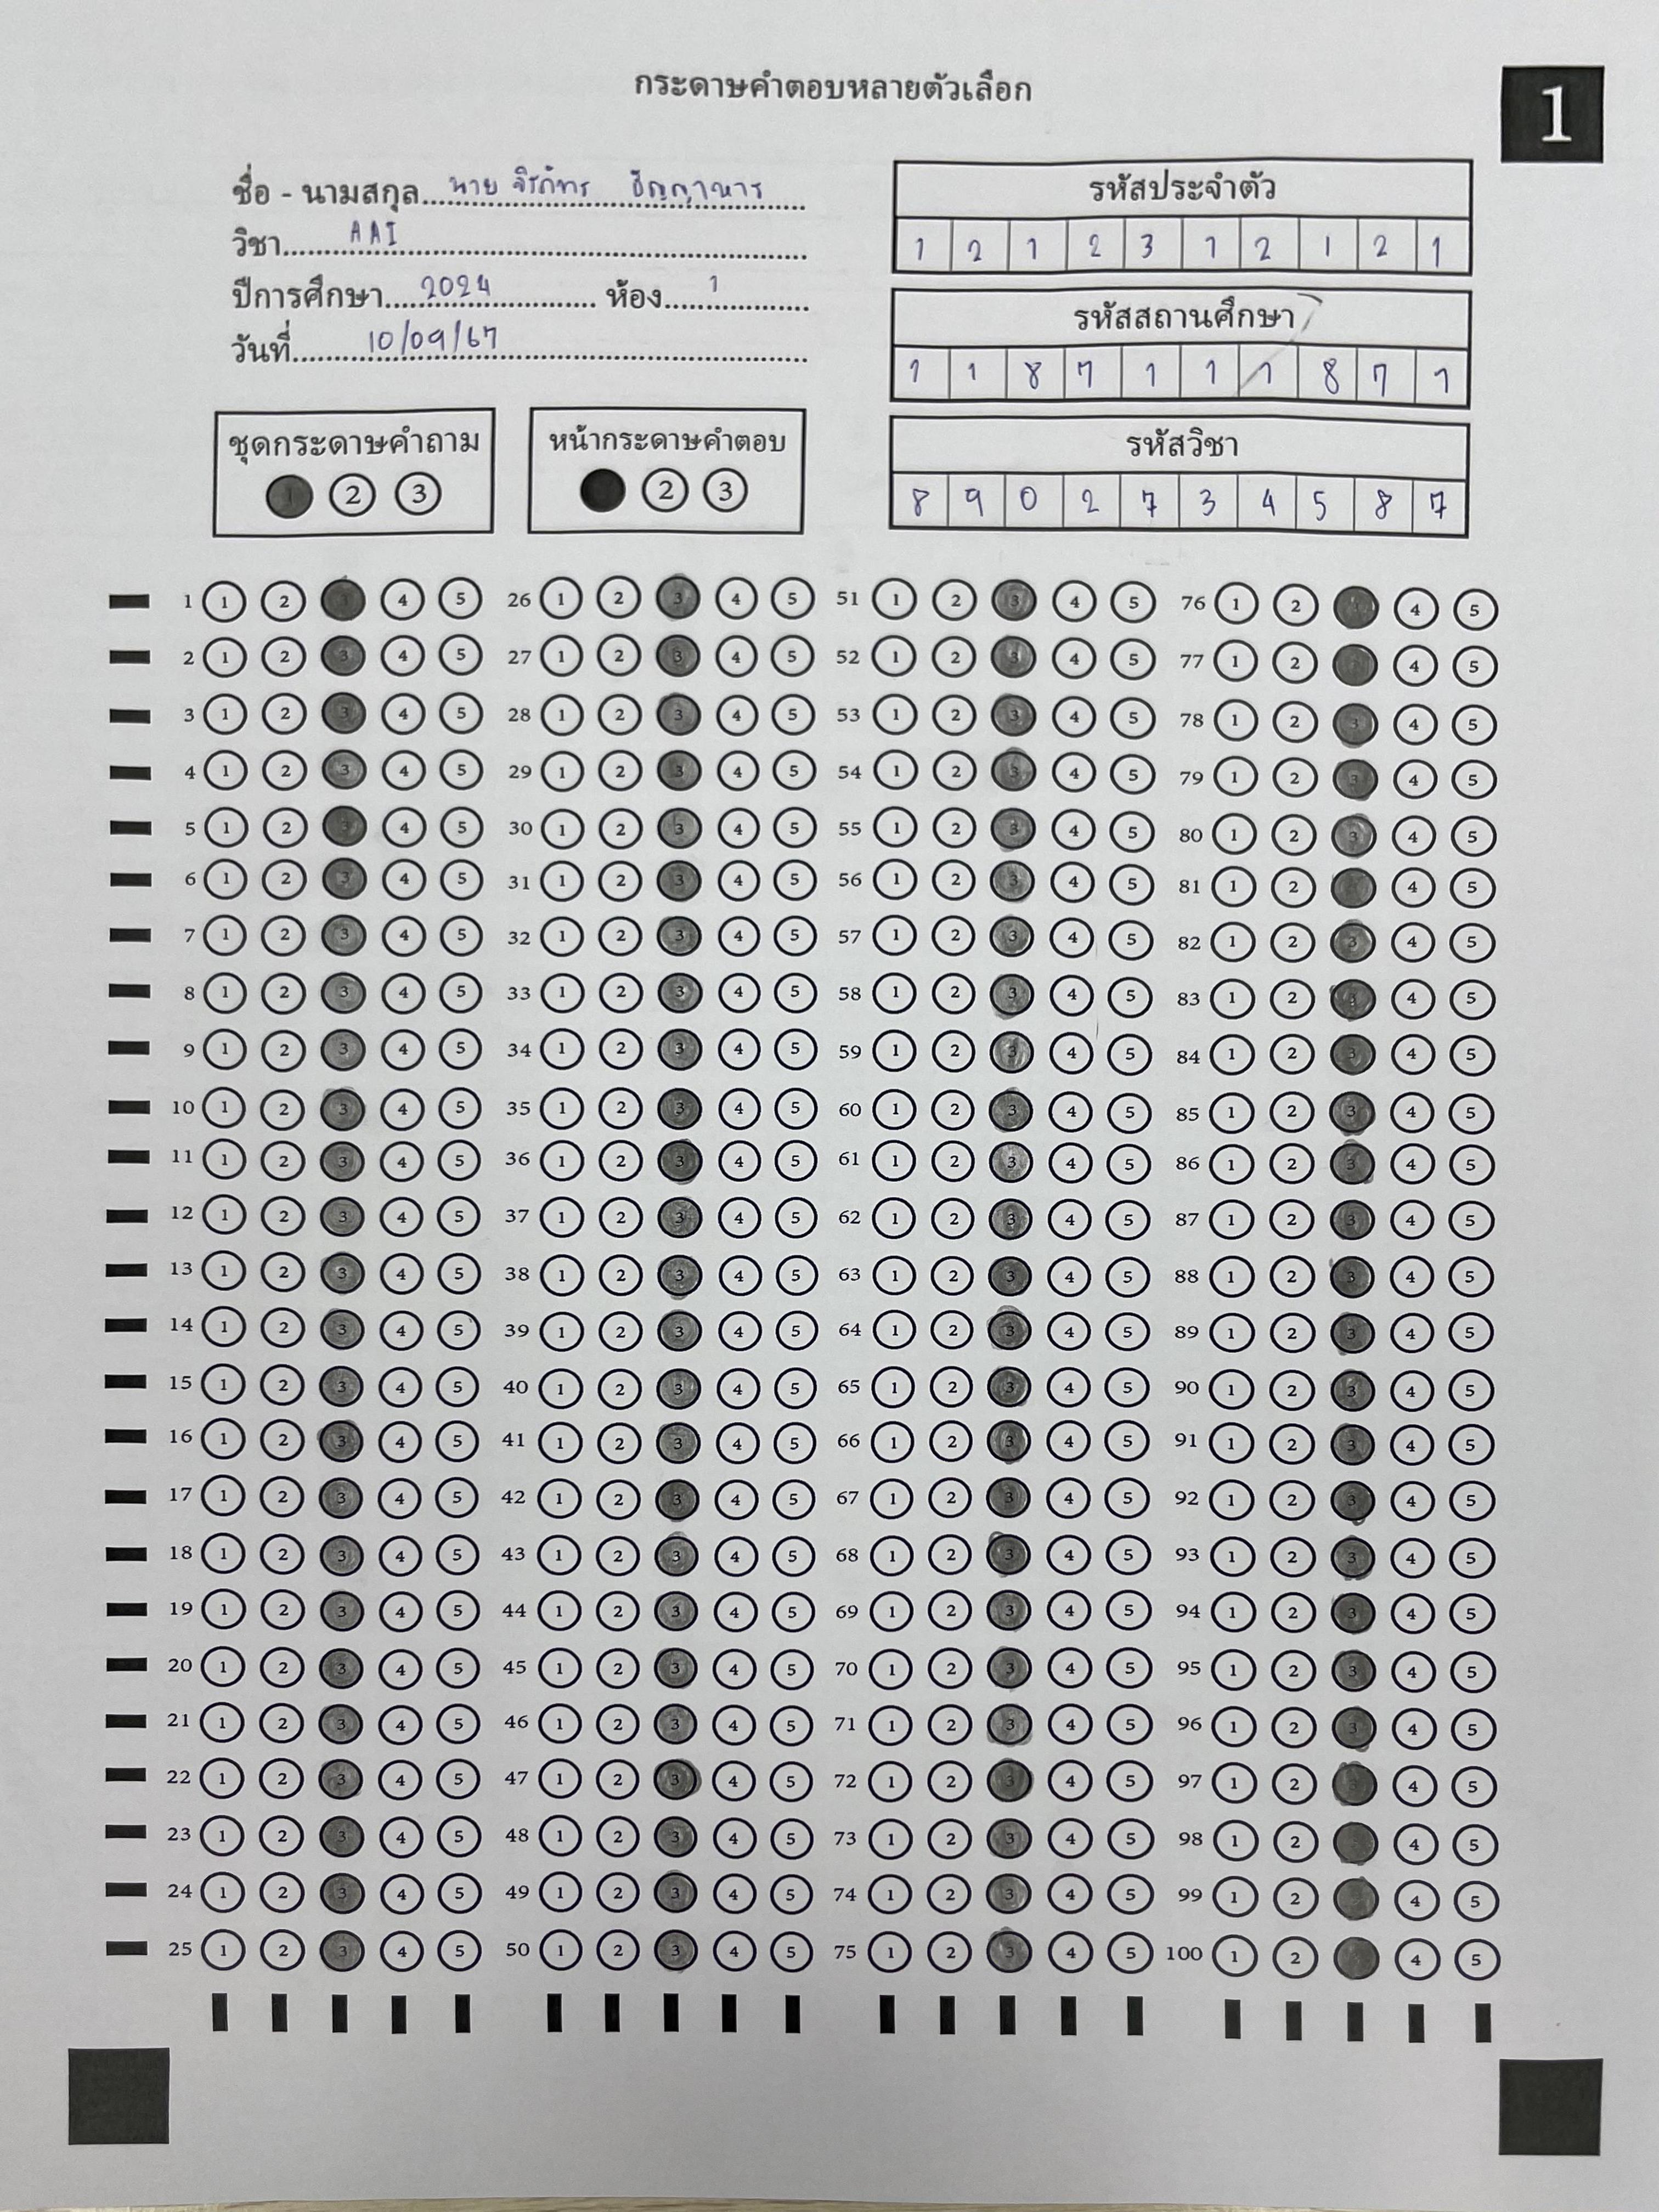 กระดาษคำตอบหลายตัวเลือก
1
ชื่อ - นามสกุล นาย จิรภัทร ธัญญาหาร
วิชา AAI
ปีการศึกษา 2024 ห้อง 1
วันที่ 10/09/67
รหัสประจำตัว
1 2 1 2 3 1 2 1 2 1
รหัสสถานศึกษา
1 1 8 7 1 1 1 8 7 1
รหัสวิชา
8 9 0 2 7 3 4 5 8 7
ชุดกระดาษคำถาม
1 2 3
หน้ากระดาษคำตอบ
2 3
1 1 2 3 4 5 26 1 2 3 4 5 51 1 2 3 4 5 76 1 2 3 4 5
2 1 2 3 4 5 27 1 2 3 4 5 52 1 2 3 4 5 77 1 2 3 4 5
3 1 2 3 4 5 28 1 2 3 4 5 53 1 2 3 4 5 78 1 2 3 4 5
4 1 2 3 4 5 29 1 2 3 4 5 54 1 2 3 4 5 79 1 2 3 4 5
5 1 2 3 4 5 30 1 2 3 4 5 55 1 2 3 4 5 80 1 2 3 4 5
6 1 2 3 4 5 31 1 2 3 4 5 56 1 2 3 4 5 81 1 2 3 4 5
7 1 2 3 4 5 32 1 2 3 4 5 57 1 2 3 4 5 82 1 2 3 4 5
8 1 2 3 4 5 33 1 2 3 4 5 58 1 2 3 4 5 83 1 2 3 4 5
9 1 2 3 4 5 34 1 2 3 4 5 59 1 2 3 4 5 84 1 2 3 4 5
10 1 2 3 4 5 35 1 2 3 4 5 60 1 2 3 4 5 85 1 2 3 4 5
11 1 2 3 4 5 36 1 2 3 4 5 61 1 2 3 4 5 86 1 2 3 4 5
12 1 2 3 4 5 37 1 2 3 4 5 62 1 2 3 4 5 87 1 2 3 4 5
13 1 2 3 4 5 38 1 2 3 4 5 63 1 2 3 4 5 88 1 2 3 4 5
14 1 2 3 4 5 39 1 2 3 4 5 64 1 2 3 4 5 89 1 2 3 4 5
15 1 2 3 4 5 40 1 2 3 4 5 65 1 2 3 4 5 90 1 2 3 4 5
16 1 2 3 4 5 41 1 2 3 4 5 66 1 2 3 4 5 91 1 2 3 4 5
17 1 2 3 4 5 42 1 2 3 4 5 67 1 2 3 4 5 92 1 2 3 4 5
18 1 2 3 4 5 43 1 2 3 4 5 68 1 2 3 4 5 93 1 2 3 4 5
19 1 2 3 4 5 44 1 2 3 4 5 69 1 2 3 4 5 94 1 2 3 4 5
20 1 2 3 4 5 45 1 2 3 4 5 70 1 2 3 4 5 95 1 2 3 4 5
21 1 2 3 4 5 46 1 2 3 4 5 71 1 2 3 4 5 96 1 2 3 4 5
22 1 2 3 4 5 47 1 2 3 4 5 72 1 2 3 4 5 97 1 2 3 4 5
23 1 2 3 4 5 48 1 2 3 4 5 73 1 2 3 4 5 98 1 2 3 4 5
24 1 2 3 4 5 49 1 2 3 4 5 74 1 2 3 4 5 99 1 2 3 4 5
25 1 2 3 4 5 50 1 2 3 4 5 75 1 2 3 4 5 100 1 2 4 5